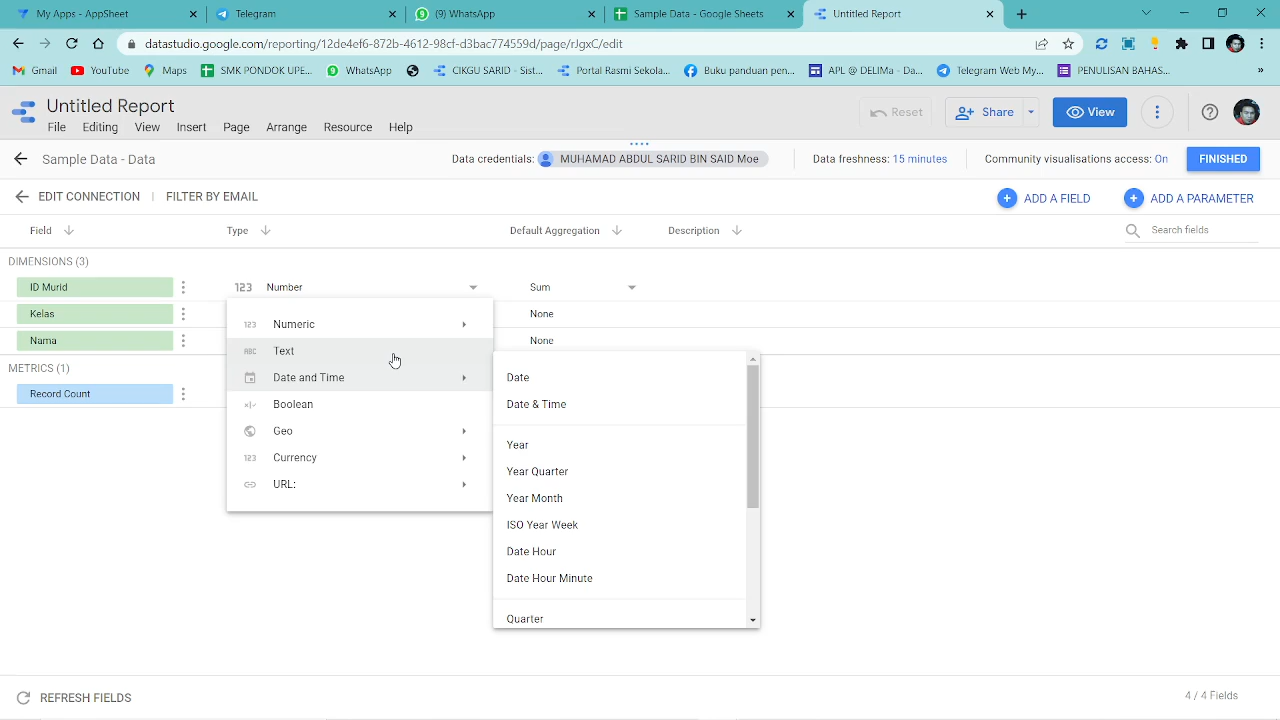 My Apps - AppSheet
Telegram
(9) WhatsApp
Sample Data - Google Sheets
Untitled Report
datastudio.google.com/reporting/12de4ef6-872b-4612-98cf-d3bac774559d/page/rJgxC/edit
Gmail
YouTube
Maps
SMK PONDOK UPE...
WhatsApp
CIKGU SARID - Sist...
Portal Rasmi Sekola...
Buku panduan pen...
APL @ DELIMa - Da...
Telegram Web My...
PENULISAN BAHAS...
»
Untitled Report
Reset
Share
View
File Editing View Insert Page Arrange Resource Help
Sample Data - Data
Data credentials: MUHAMAD ABDUL SARID BIN SAID Moe
Data freshness: 15 minutes
Community visualisations access: On
FINISHED
EDIT CONNECTION | FILTER BY EMAIL
ADD A FIELD
ADD A PARAMETER
Field
Type
Default Aggregation
Description
Search fields
DIMENSIONS (3)
ID Murid
123 Number
Sum
Kelas
None
Nama
None
METRICS (1)
Record Count
123 Numeric
ABC Text
Date and Time
Boolean
Geo
123 Currency
URL:
Date
Date & Time
Year
Year Quarter
Year Month
ISO Year Week
Date Hour
Date Hour Minute
Quarter
REFRESH FIELDS
4 / 4 Fields